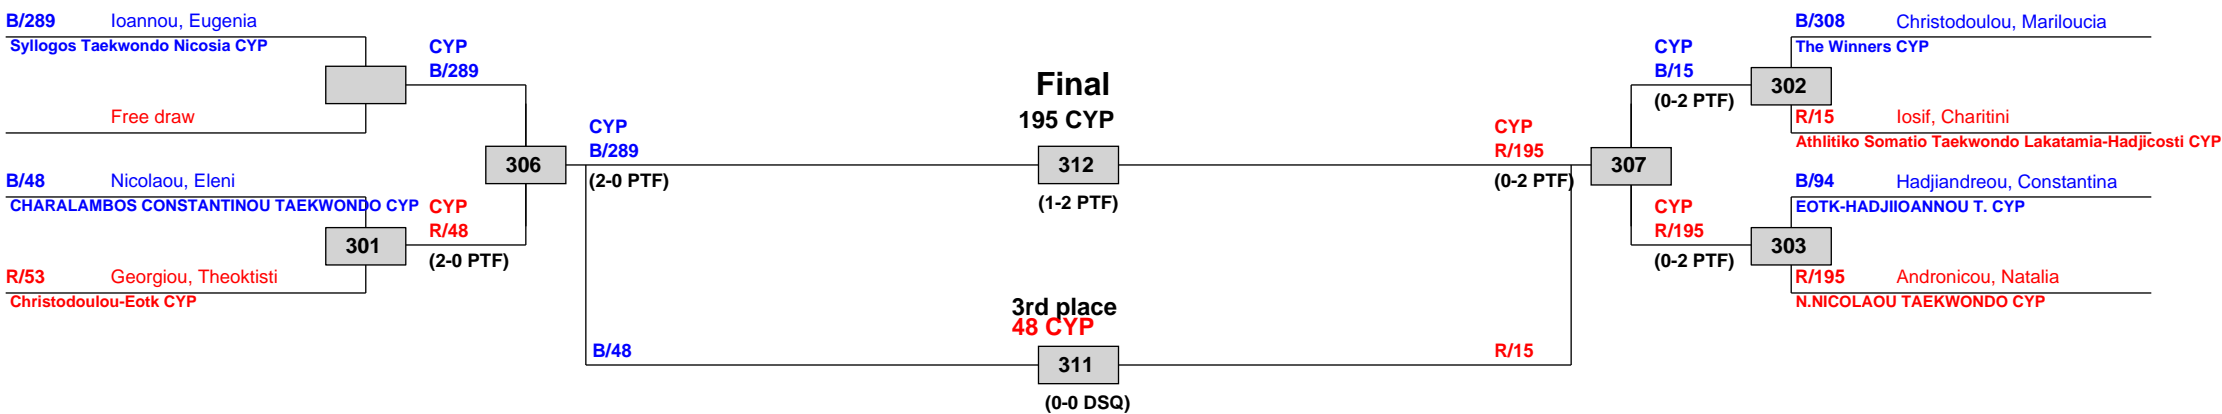 B/289 Ioannou, Eugenia
Syllogos Taekwondo Nicosia CYP
Free draw
B/48 Nicolaou, Eleni
CHARALAMBOS CONSTANTINOU TAEKWONDO CYP
301
R/53 Georgiou, Theoktisti
Christodoulou-Eotk CYP
CYP
B/289
CYP
R/48
(2-0 PTF)
306
CYP
B/289
(2-0 PTF)
Final
195 CYP
312
(1-2 PTF)
3rd place
48 CYP
B/48
311
R/15
(0-0 DSQ)
CYP
R/195
(0-2 PTF)
307
CYP
B/15
(0-2 PTF)
CYP
R/195
(0-2 PTF)
B/308 Christodoulou, Mariloucia
The Winners CYP
302
R/15 Iosif, Charitini
Athlitiko Somatio Taekwondo Lakatamia-Hadjicosti CYP
B/94 Hadjiandreou, Constantina
EOTK-HADJIIOANNOU T. CYP
303
R/195 Andronicou, Natalia
N.NICOLAOU TAEKWONDO CYP